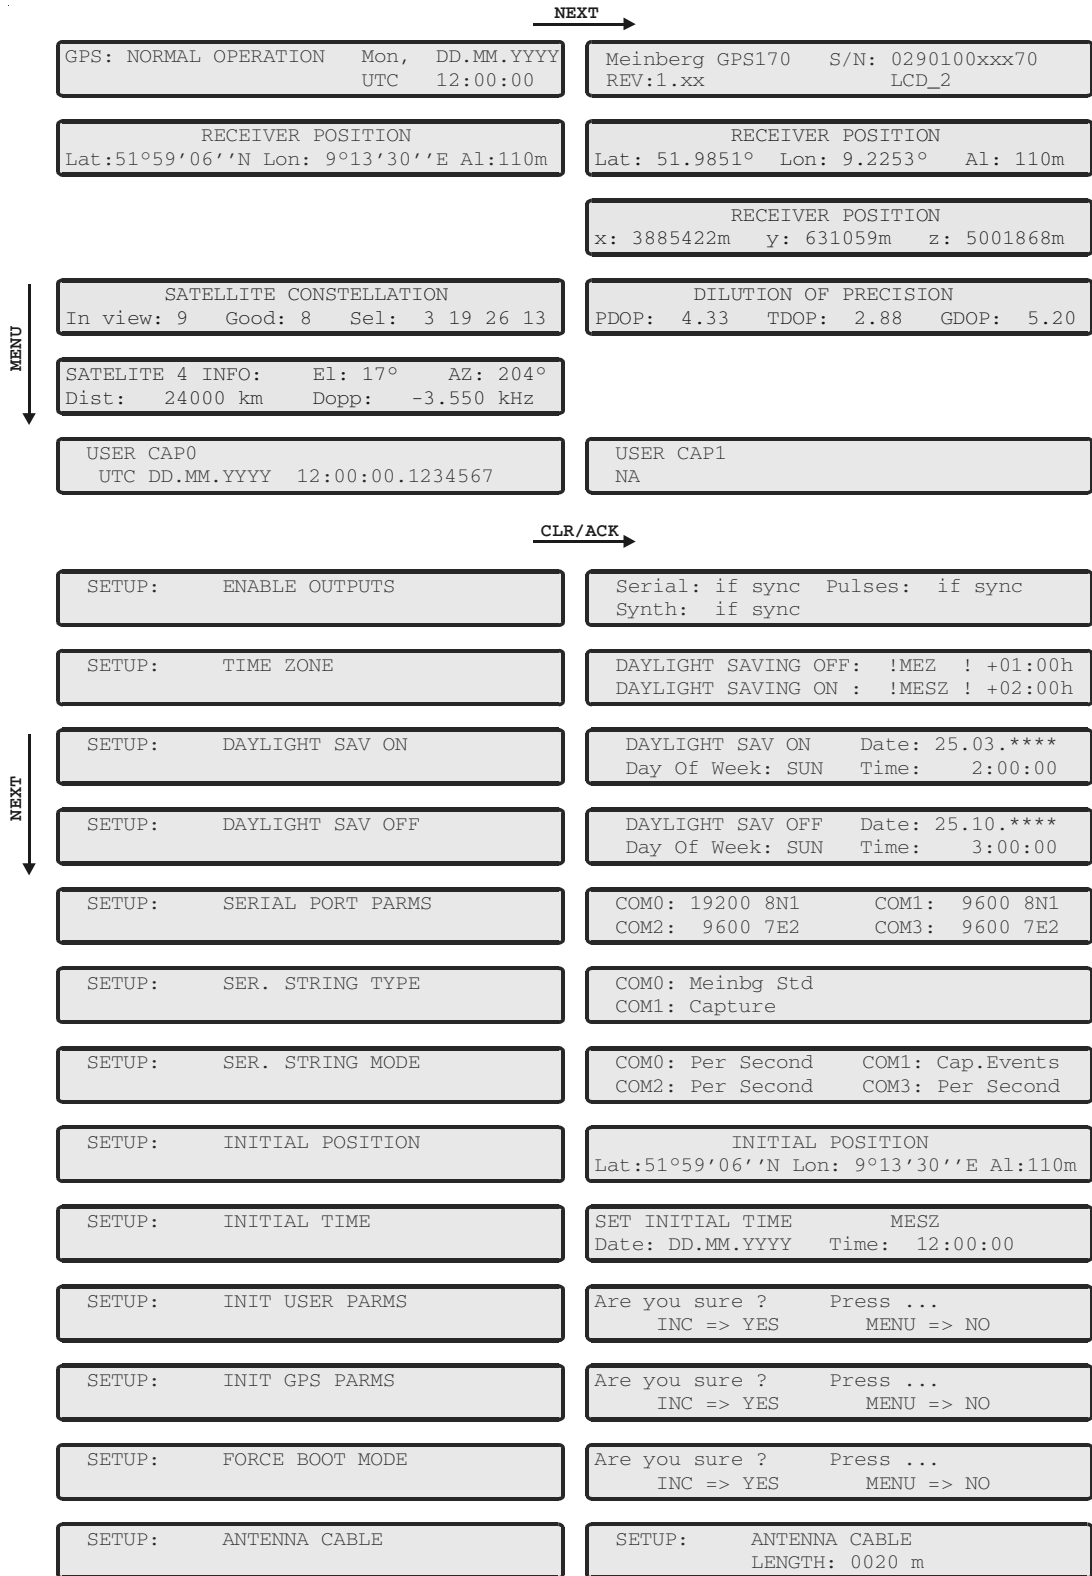 NEXT
GPS: NORMAL OPERATION Mon, DD.MM.YYYY
UTC 12:00:00
Meinberg GPS170 S/N: 0290100xxx70
REV:1.xx LCD_2
RECEIVER POSITION
Lat:51°59’06’’N Lon: 9°13’30’’E Al:110m
RECEIVER POSITION
Lat: 51.9851° Lon: 9.2253° Al: 110m
RECEIVER POSITION
x: 3885422m y: 631059m z: 5001868m
MENU
SATELLITE CONSTELLATION
In view: 9 Good: 8 Sel: 3 19 26 13
DILUTION OF PRECISION
PDOP: 4.33 TDOP: 2.88 GDOP: 5.20
SATELITE 4 INFO: El: 17° AZ: 204°
Dist: 24000 km Dopp: -3.550 kHz
USER CAP0
UTC DD.MM.YYYY 12:00:00.1234567
USER CAP1
NA
CLR/ACK
SETUP: ENABLE OUTPUTS
Serial: if sync Pulses: if sync
Synth: if sync
SETUP: TIME ZONE
DAYLIGHT SAVING OFF: !MEZ ! +01:00h
DAYLIGHT SAVING ON : !MESZ ! +02:00h
NEXT
SETUP: DAYLIGHT SAV ON
DAYLIGHT SAV ON Date: 25.03.****
Day Of Week: SUN Time: 2:00:00
SETUP: DAYLIGHT SAV OFF
DAYLIGHT SAV OFF Date: 25.10.****
Day Of Week: SUN Time: 3:00:00
SETUP: SERIAL PORT PARMS
COM0: 19200 8N1 COM1: 9600 8N1
COM2: 9600 7E2 COM3: 9600 7E2
SETUP: SER. STRING TYPE
COM0: Meinbg Std
COM1: Capture
SETUP: SER. STRING MODE
COM0: Per Second COM1: Cap.Events
COM2: Per Second COM3: Per Second
SETUP: INITIAL POSITION
INITIAL POSITION
Lat:51°59’06’’N Lon: 9°13’30’’E Al:110m
SETUP: INITIAL TIME
SET INITIAL TIME MESZ
Date: DD.MM.YYYY Time: 12:00:00
SETUP: INIT USER PARMS
Are you sure ? Press ...
INC => YES MENU => NO
SETUP: INIT GPS PARMS
Are you sure ? Press ...
INC => YES MENU => NO
SETUP: FORCE BOOT MODE
Are you sure ? Press ...
INC => YES MENU => NO
SETUP: ANTENNA CABLE
SETUP: ANTENNA CABLE
LENGTH: 0020 m